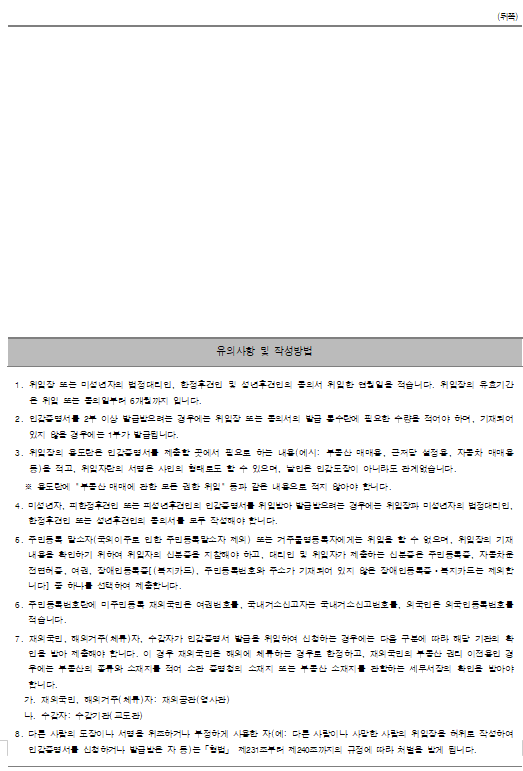 (뒤쪽)
유의사항 및 작성방법
1. 위임장 또는 미성년자의 법정대리인, 한정후견인 및 성년후견인의 동의서 위임한 연월일을 적습니다. 위임장의 유효기간
은 위임 또는 동의일부터 6개월까지 입니다.
2. 인감증명서를 2부 이상 발급받으려는 경우에는 위임장 또는 동의서의 발급 통수란에 필요한 수량을 적어야 하며, 기재되어
있지 않을 경우에는 1부가 발급됩니다.
3. 위임장의 용도란은 인감증명서를 제출할 곳에서 필요로 하는 내용(예시: 부동산 매매용, 근저당 설정용, 자동차 매매용
등)을 적고, 위임자란의 서명은 사인의 형태로도 할 수 있으며, 날인은 인감도장이 아니라도 관계없습니다.
※ 용도란에 "부동산 매매에 관한 모든 권한 위임" 등과 같은 내용으로 적지 않아야 합니다.
4. 미성년자, 피한정후견인 또는 피성년후견인의 인감증명서를 위임받아 발급받으려는 경우에는 위임장과 미성년자의 법정대리인,
한정후견인 또는 성년후견인의 동의서를 모두 작성해야 합니다.
5. 주민등록 말소자(국외이주로 인한 주민등록말소자 제외) 또는 거주불명등록자에게는 위임을 할 수 없으며, 위임장의 기재
내용을 확인하기 위하여 위임자의 신분증을 지참해야 하고, 대리인 및 위임자가 제출하는 신분증은 주민등록증, 자동차운
전면허증, 여권, 장애인등록증[(복지카드), 주민등록번호와 주소가 기재되어 있지 않은 장애인등록증ㆍ복지카드는 제외합
니다] 중 하나를 선택하여 제출합니다.
6. 주민등록번호란에 미주민등록 재외국민은 여권번호를, 국내거소신고자는 국내거소신고번호를, 외국인은 외국인등록번호를
적습니다.
7. 재외국민, 해외거주(체류)자, 수감자가 인감증명서 발급을 위임하여 신청하는 경우에는 다음 구분에 따라 해당 기관의 확
인을 받아 제출해야 합니다. 이 경우 재외국민은 해외에 체류하는 경우로 한정하고, 재외국민의 부동산 권리 이전용인 경
우에는 부동산의 종류와 소재지를 적어 소관 증명청의 소재지 또는 부동산 소재지를 관할하는 세무서장의 확인을 받아야
합니다.
가. 재외국민, 해외거주(체류)자: 재외공관(영사관)
나. 수감자: 수감기관(교도관)
8. 다른 사람의 도장이나 서명을 위조하거나 부정하게 사용한 자(예: 다른 사람이나 사망한 사람의 위임장을 허위로 작성하여
인감증명서를 신청하거나 발급받은 자 등)는「형법」 제231조부터 제240조까지의 규정에 따라 처벌을 받게 됩니다.